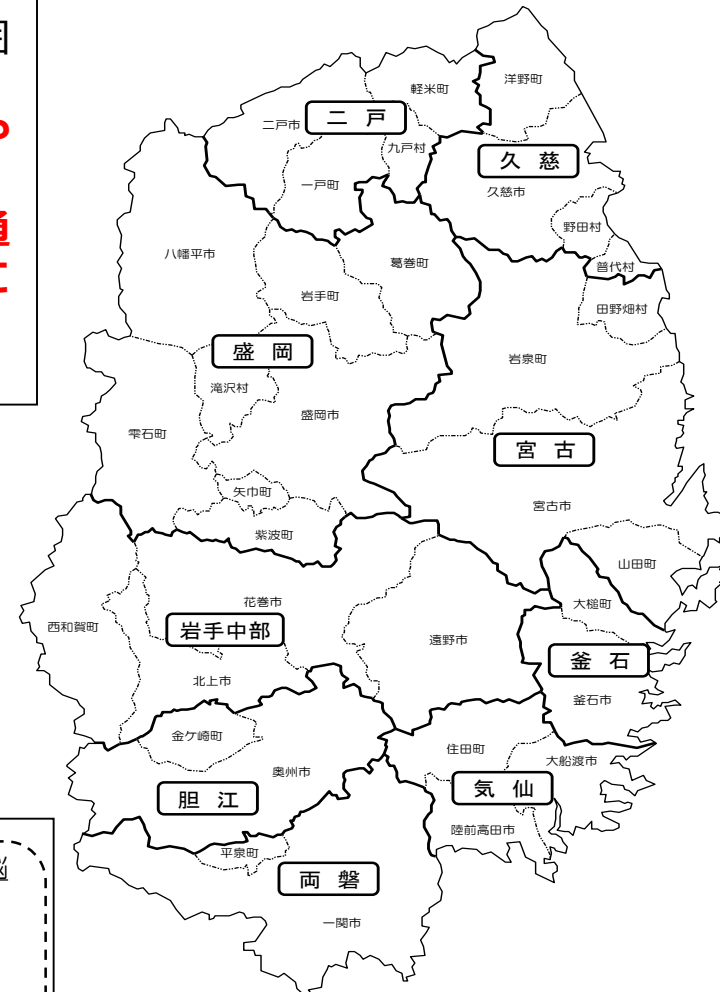 洋野町
軽米町
二戸市
二戸
九戸村
久慈
一戸町
久慈市
野田村
八幡平市
葛巻町
普代村
岩手町
田野畑村
盛岡
岩泉町
滝沢村
盛岡市
雫石町
宮古
矢巾町
宮古市
紫波町
山田町
花巻市
大槌町
西和賀町
岩手中部
遠野市
釜石
北上市
釜石市
金ケ崎町
住田町
大船渡市
奥州市
胆江
気仙
陸前高田市
平泉町
両磐
一関市